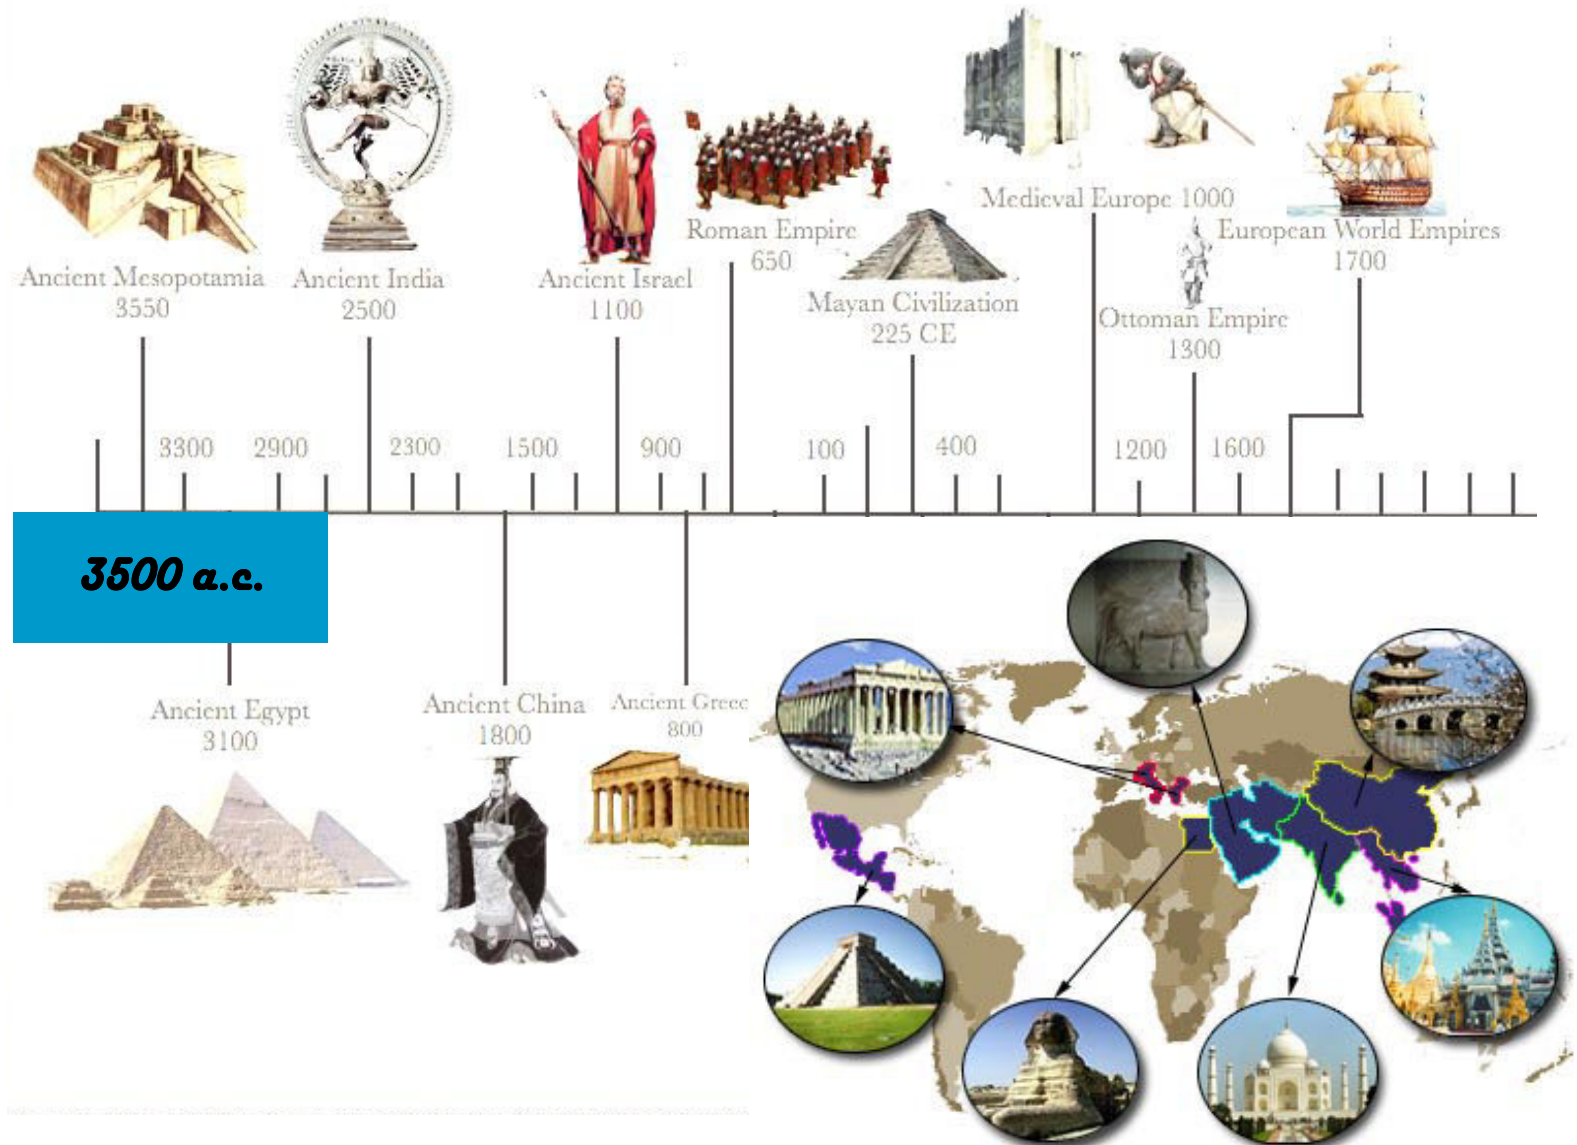 Ancient Mesopotamia
3550
Ancient India
2500
Ancient Israel
1100
Roman Empire
650
Mayan Civilization
225 CE
Medieval Europe 1000
Ottoman Empire
1300
European World Empires
1700
3300
2900
2300
1500
900
100
400
1200
1600
3500 a.c.
Ancient Egypt
3100
Ancient China
1800
Ancient Greec
800